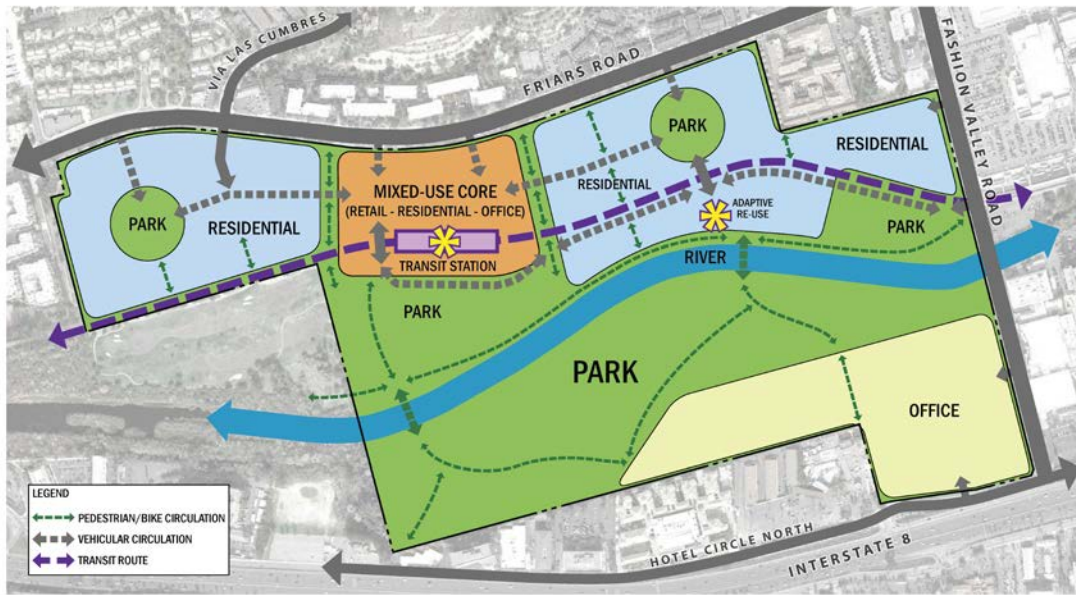 VIA LAS CUMBRES
FRIARS ROAD
FASHION VALLEY ROAD
PARK
RESIDENTIAL
MIXED-USE CORE
(RETAIL - RESIDENTIAL - OFFICE)
RESIDENTIAL
PARK
RESIDENTIAL
ADAPTIVE
RE-USE
PARK
TRANSIT STATION
RIVER
PARK
PARK
OFFICE
LEGEND
PEDESTRIAN/BIKE CIRCULATION
VEHICULAR CIRCULATION
TRANSIT ROUTE
HOTEL CIRCLE NORTH
INTERSTATE 8